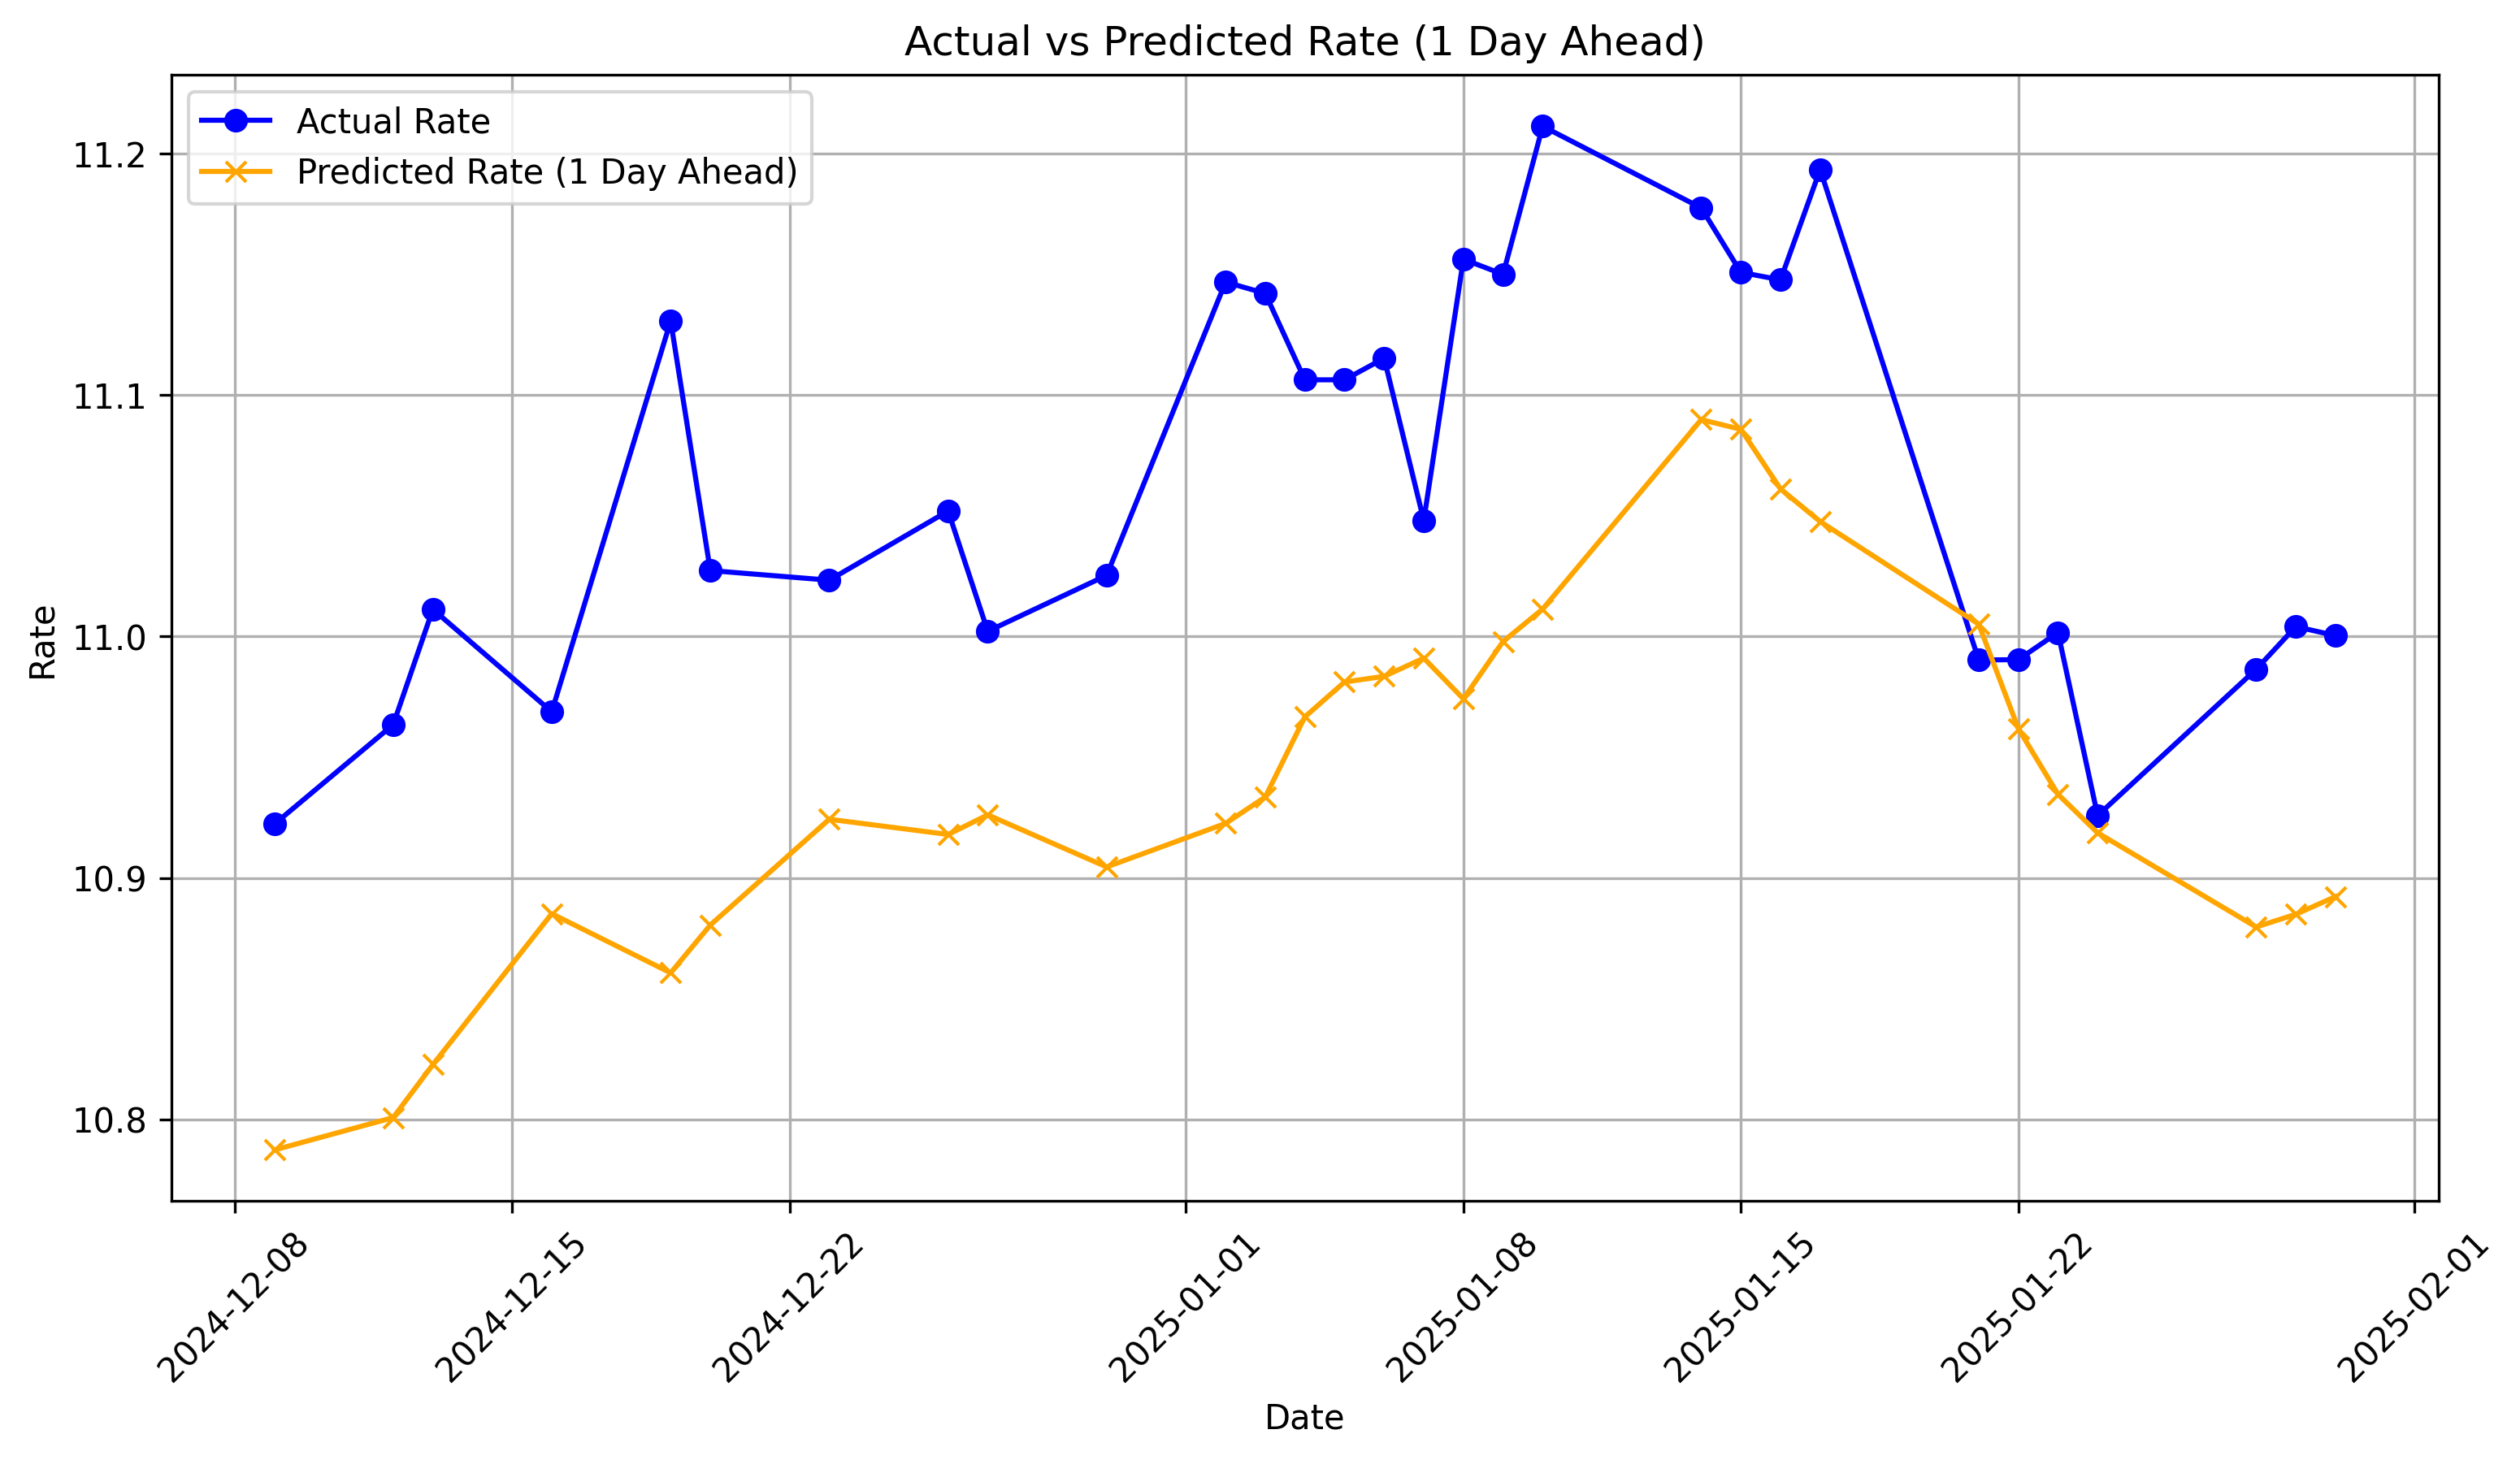 Actual vs Predicted Rate (1 Day Ahead)
Actual Rate
Predicted Rate (1 Day Ahead)
Rate
11.2
11.1
11.0
10.9
10.8
2024-12-08
2024-12-15
2024-12-22
2025-01-01
2025-01-08
2025-01-15
2025-01-22
2025-02-01
Date